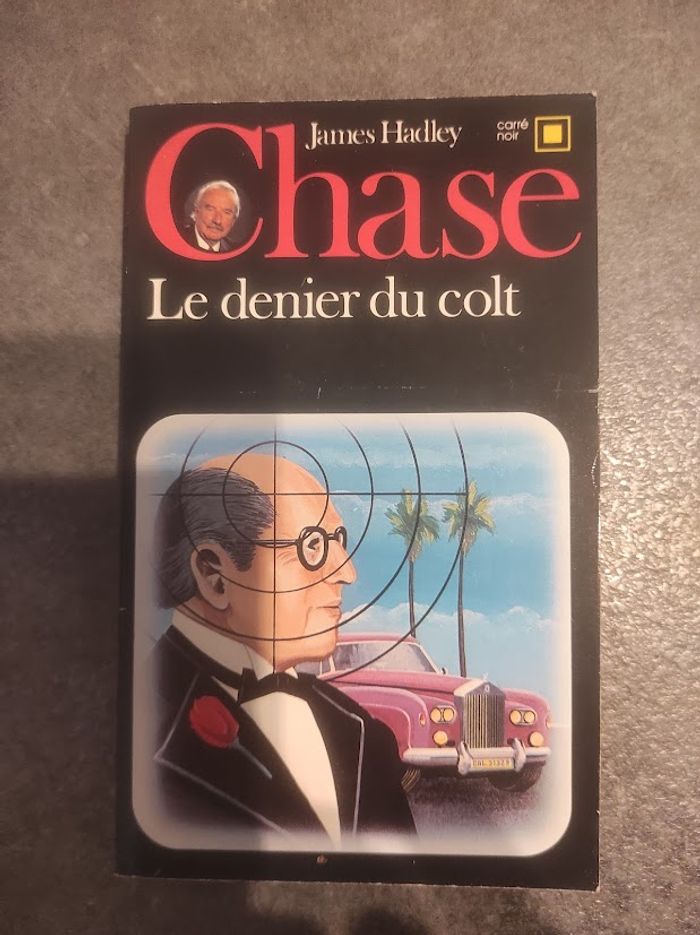 James Hadley
carré
noir
Chase
Le denier du colt